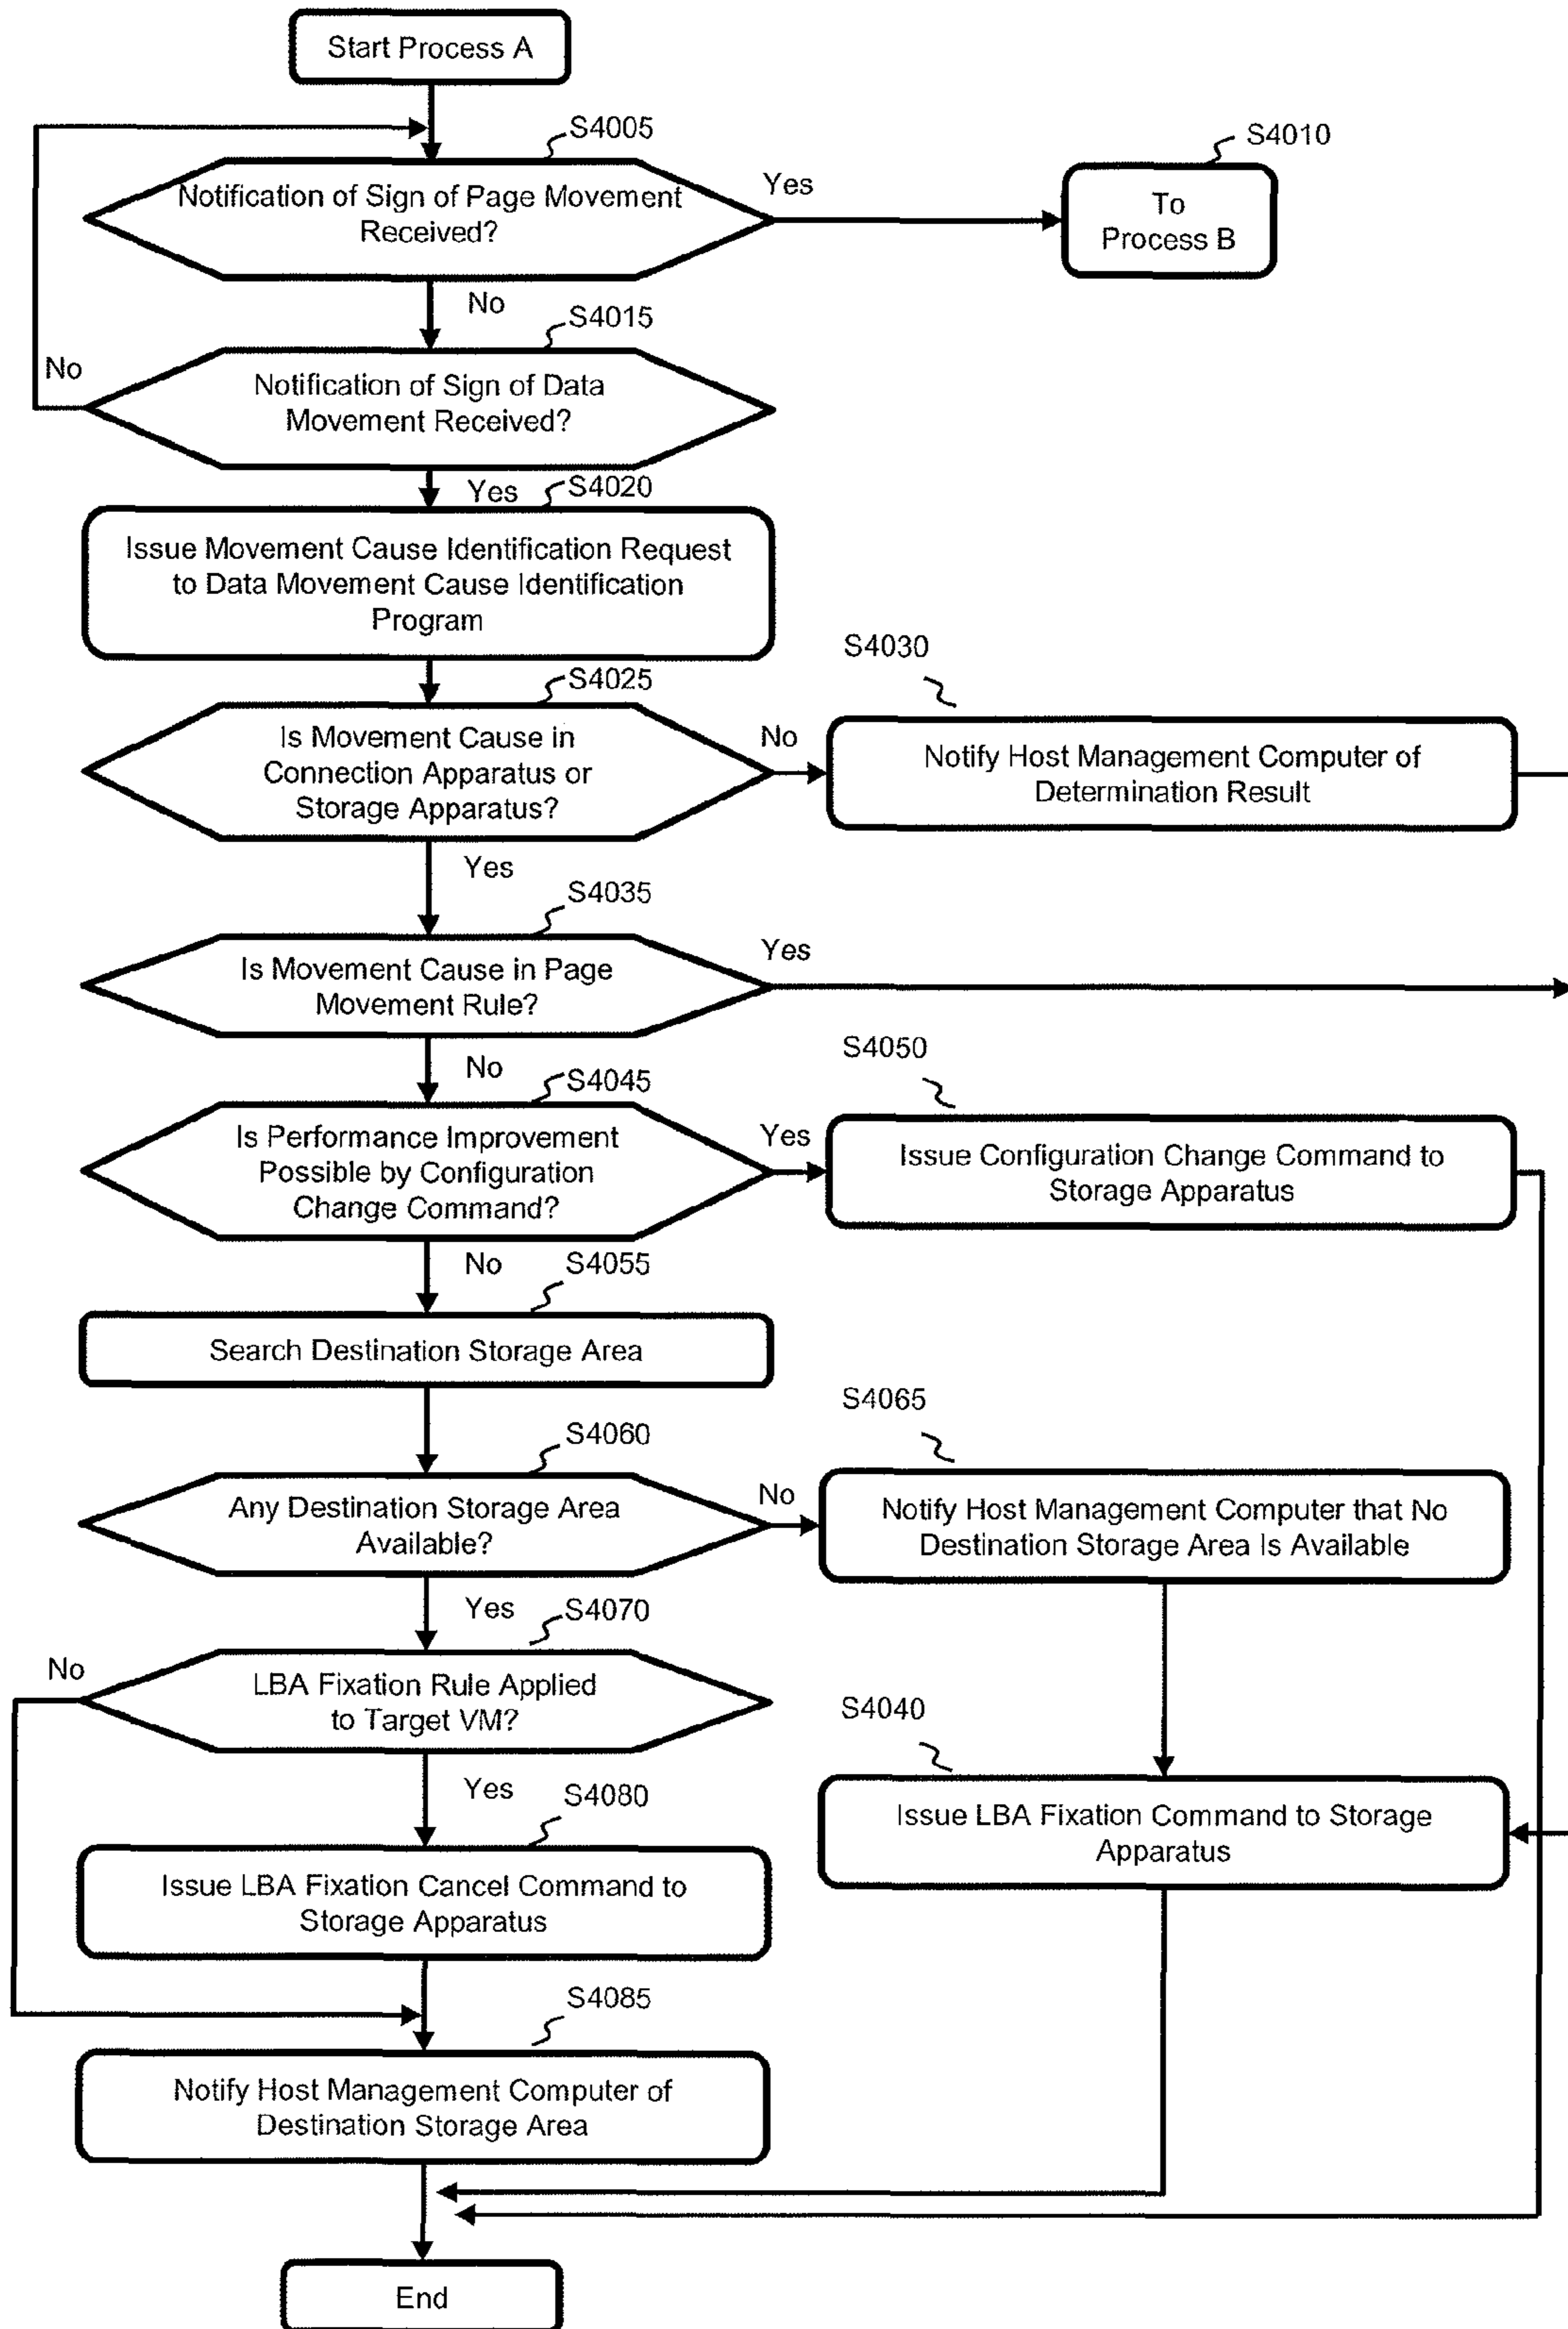 Start Process A
S4005
Notification of Sign of Page Movement
Received?
Yes
S4010
To
Process B
No
S4015
Notification of Sign of Data
Movement Received?
No
Yes
S4020
Issue Movement Cause Identification Request
to Data Movement Cause Identification
Program
S4025
Is Movement Cause in
Connection Apparatus or
Storage Apparatus?
No
S4030
Notify Host Management Computer of
Determination Result
Yes
S4035
Is Movement Cause in Page
Movement Rule?
Yes
No
S4045
Is Performance Improvement
Possible by Configuration
Change Command?
Yes
S4050
Issue Configuration Change Command to
Storage Apparatus
No
S4055
Search Destination Storage Area
S4060
Any Destination Storage Area
Available?
No
S4065
Notify Host Management Computer that No
Destination Storage Area Is Available
Yes
S4070
LBA Fixation Rule Applied
to Target VM?
No
S4040
Issue LBA Fixation Command to Storage
Apparatus
Yes
S4080
Issue LBA Fixation Cancel Command to
Storage Apparatus
S4085
Notify Host Management Computer of
Destination Storage Area
End